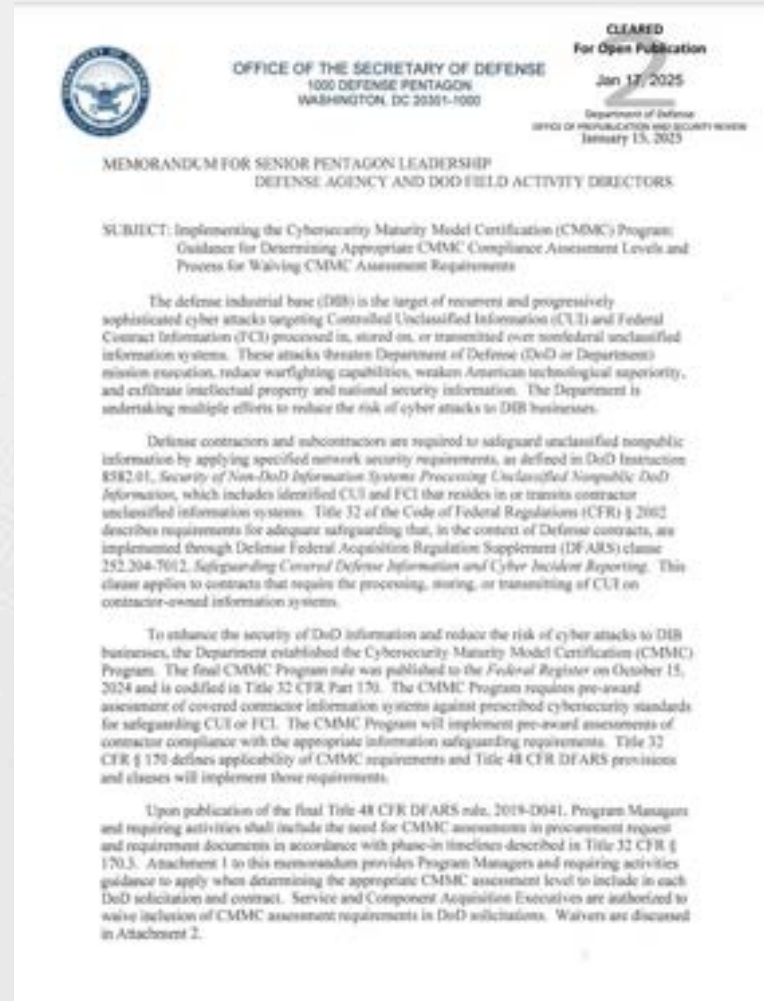 CLEARED
For Open Publication
Jan 17, 2025
2
Department of Defense
OFFICE OF PREPUBLICATION AND SECURITY REVIEW
OFFICE OF THE SECRETARY OF DEFENSE
1000 DEFENSE PENTAGON
WASHINGTON, DC 20301-1000
January 15, 2025
MEMORANDUM FOR SENIOR PENTAGON LEADERSHIP
DEFENSE AGENCY AND DOD FIELD ACTIVITY DIRECTORS
SUBJECT: Implementing the Cybersecurity Maturity Model Certification (CMMC) Program:
Guidance for Determining Appropriate CMMC Compliance Assessment Levels and
Process for Waiving CMMC Assessment Requirements
The defense industrial base (DIB) is the target of recurrent and progressively
sophisticated cyber attacks targeting Controlled Unclassified Information (CUI) and Federal
Contract Information (FCI) processed in, stored on, or transmitted over nonfederal unclassified
information systems. These attacks threaten Department of Defense (DoD or Department)
mission execution, reduce warfighting capabilities, weaken American technological superiority,
and exfiltrate intellectual property and national security information. The Department is
undertaking multiple efforts to reduce the risk of cyber attacks to DIB businesses.
Defense contractors and subcontractors are required to safeguard unclassified nonpublic
information by applying specified network security requirements, as defined in DoD Instruction
8582.01, Security of Non-DoD Information Systems Processing Unclassified Nonpublic DoD
Information, which includes identified CUI and FCI that resides in or transits contractor
unclassified information systems. Title 32 of the Code of Federal Regulations (CFR) § 2002
describes requirements for adequate safeguarding that, in the context of Defense contracts, are
implemented through Defense Federal Acquisition Regulation Supplement (DFARS) clause
252.204-7012, Safeguarding Covered Defense Information and Cyber Incident Reporting. This
clause applies to contracts that require the processing, storing, or transmitting of CUI on
contractor-owned information systems.
To enhance the security of DoD information and reduce the risk of cyber attacks to DIB
businesses, the Department established the Cybersecurity Maturity Model Certification (CMMC)
Program. The final CMMC Program rule was published to the Federal Register on October 15,
2024 and is codified in Title 32 CFR Part 170. The CMMC Program requires pre-award
assessment of covered contractor information systems against prescribed cybersecurity standards
for safeguarding CUI or FCI. The CMMC Program will implement pre-award assessments of
contractor compliance with the appropriate information safeguarding requirements. Title 32
CFR § 170 defines applicability of CMMC requirements and Title 48 CFR DFARS provisions
and clauses will implement those requirements.
Upon publication of the final Title 48 CFR DFARS rule, 2019-D041, Program Managers
and requiring activities shall include the need for CMMC assessments in procurement request
and requirement documents in accordance with phase-in timelines described in Title 32 CFR §
170.3. Attachment 1 to this memorandum provides Program Managers and requiring activities
guidance to apply when determining the appropriate CMMC assessment level to include in each
DoD solicitation and contract. Service and Component Acquisition Executives are authorized to
waive inclusion of CMMC assessment requirements in DoD solicitations. Waivers are discussed
in Attachment 2.